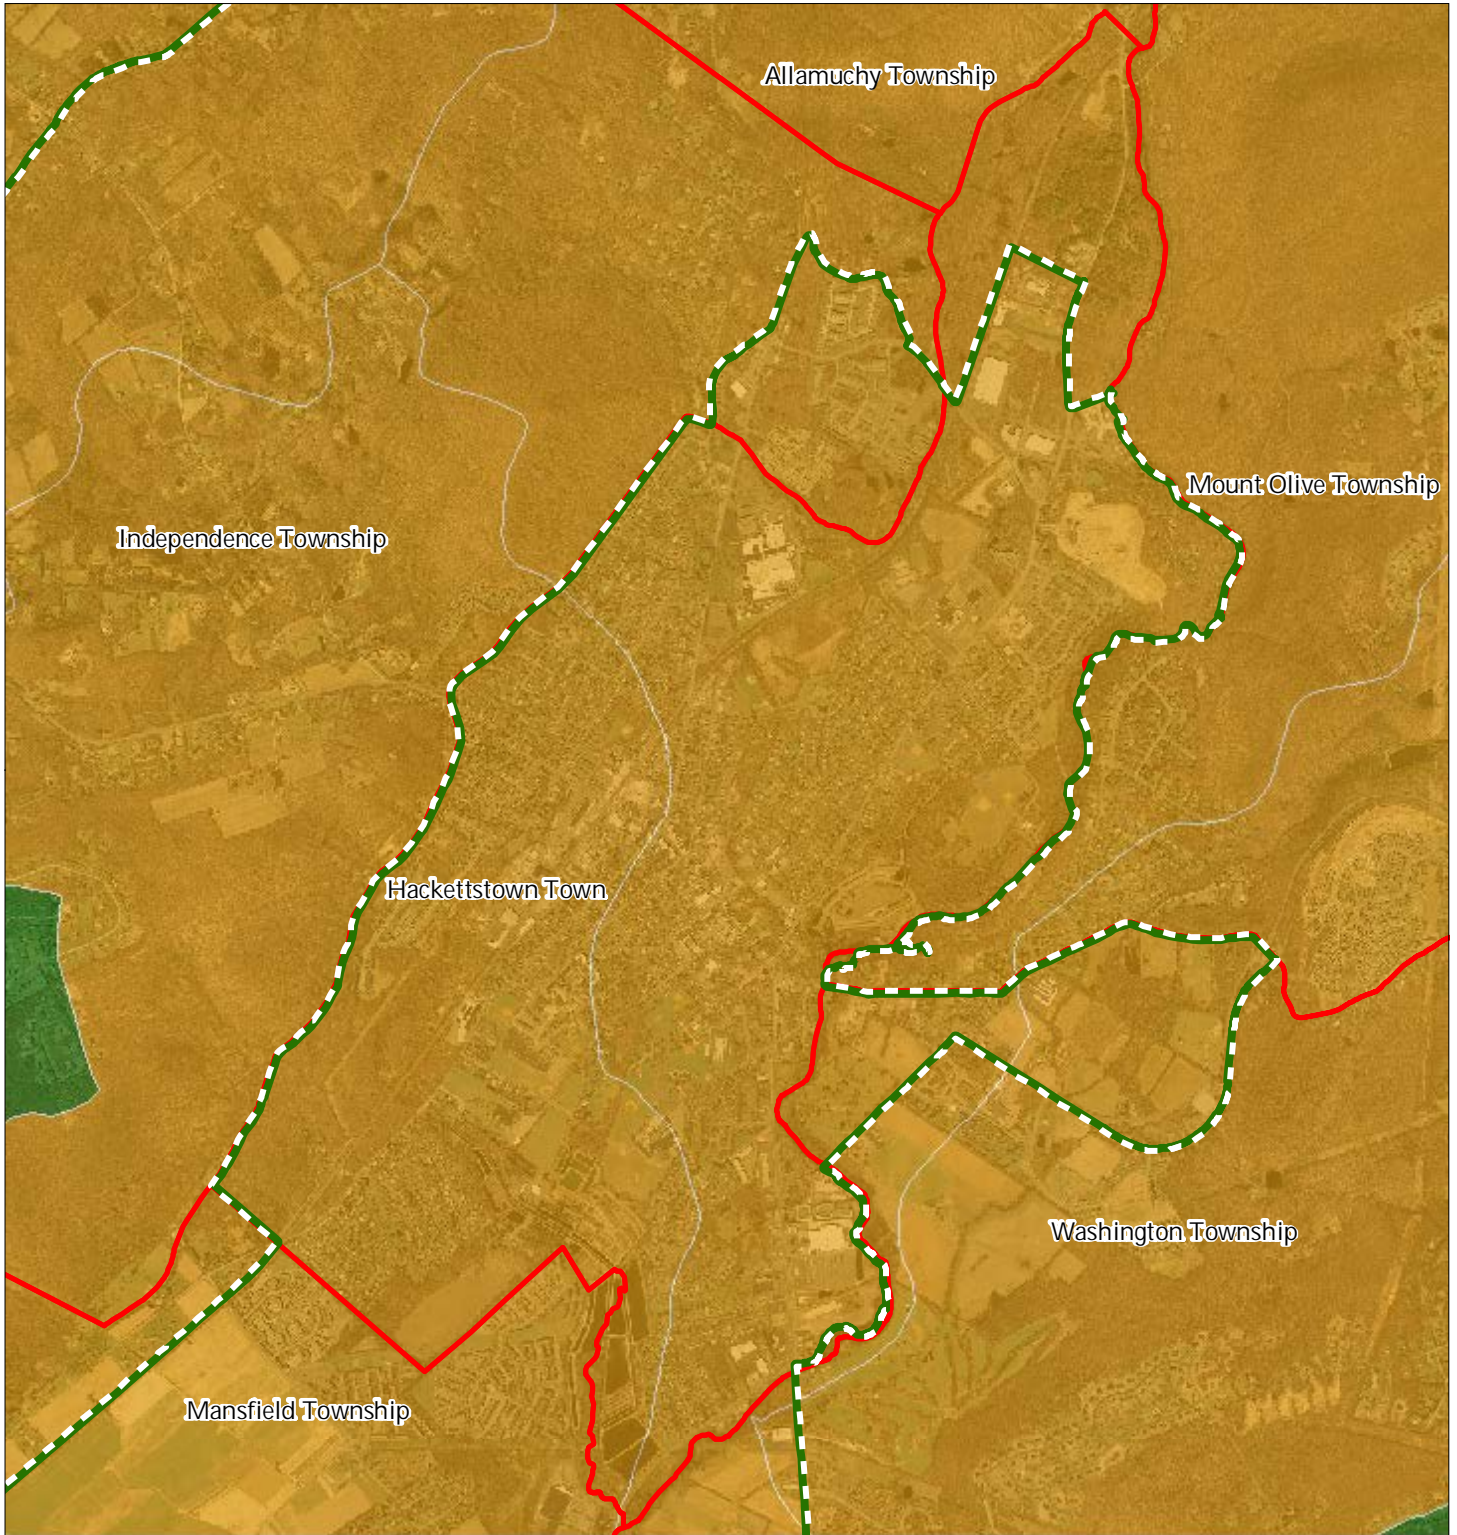 Allamuchy Township
Mount Olive Township
Independence Township
Hackettstown Town
Washington Township
Mansfield Township